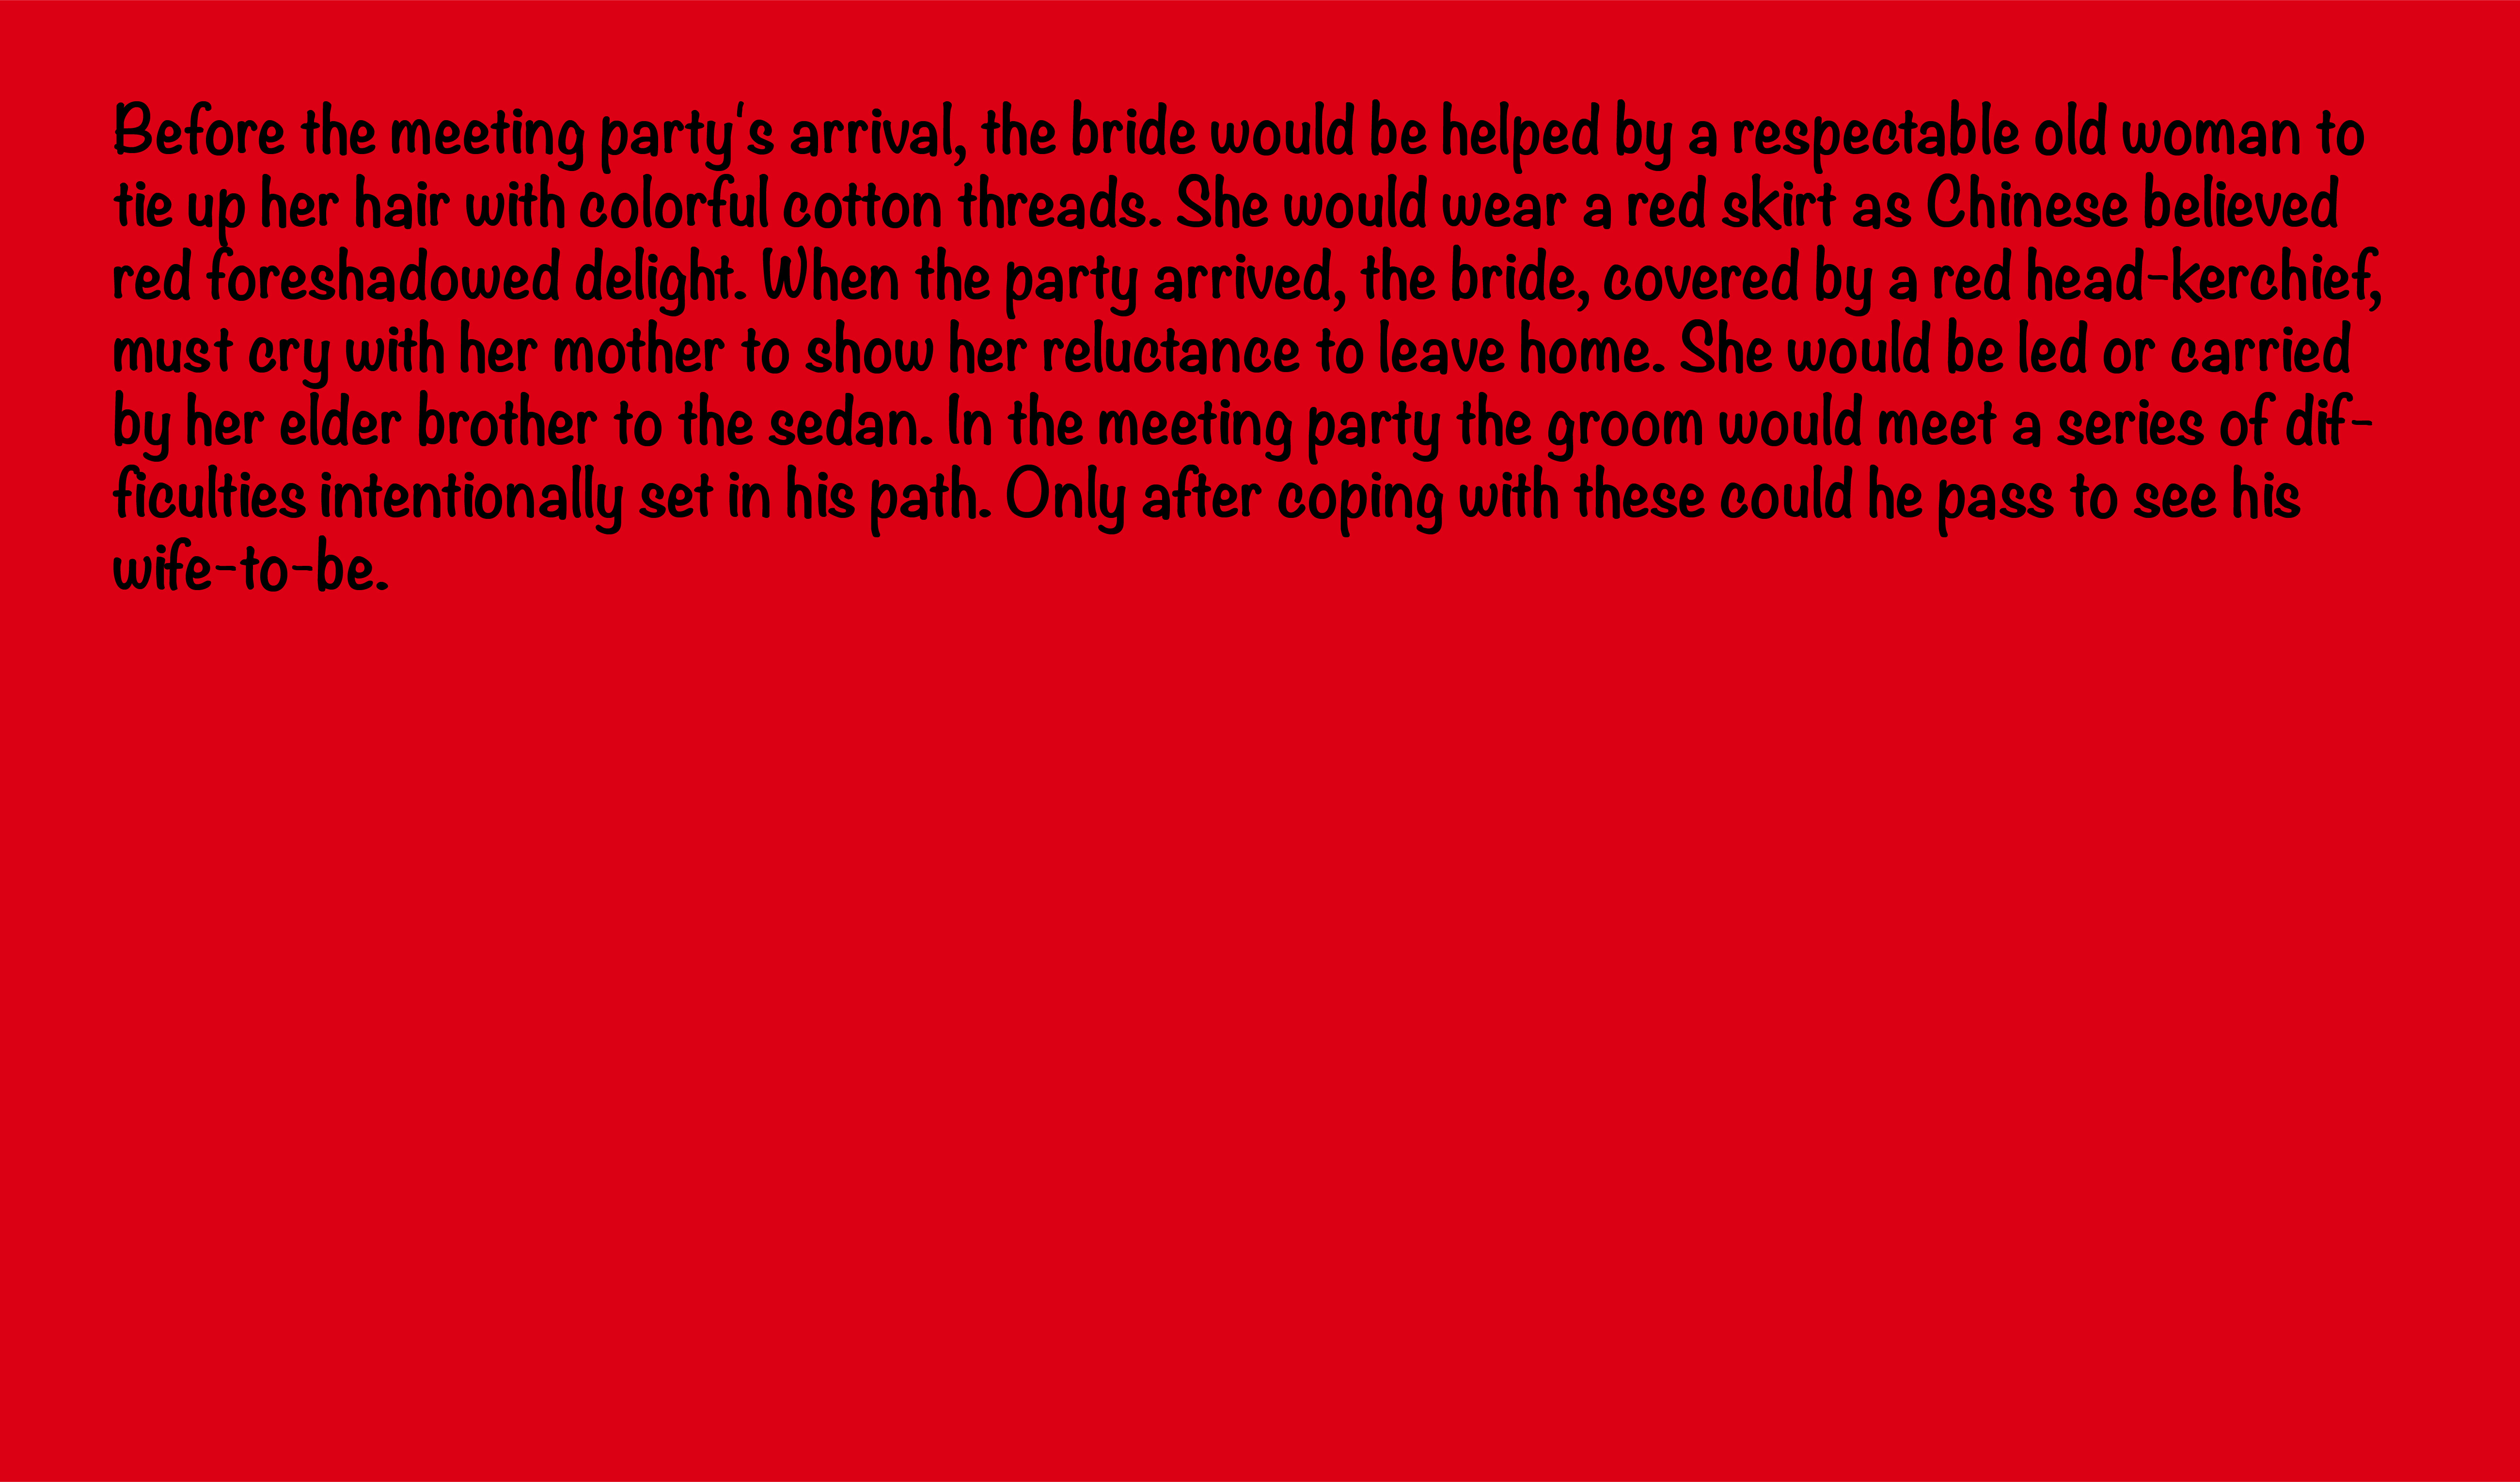 Before the meeting party's arrival, the bride would be helped by a respectable old woman to
tie up her hair with colorful cotton threads. She would wear a red skirt as Chinese believed
red foreshadowed delight. When the party arrived, the bride, covered by a red head-kerchief,
must cry with her mother to show her reluctance to leave home. She would be led or carried
by her elder brother to the sedan. In the meeting party the groom would meet a series of dif-
ficulties intentionally set in his path. Only after coping with these could he pass to see his
wife-to-be.